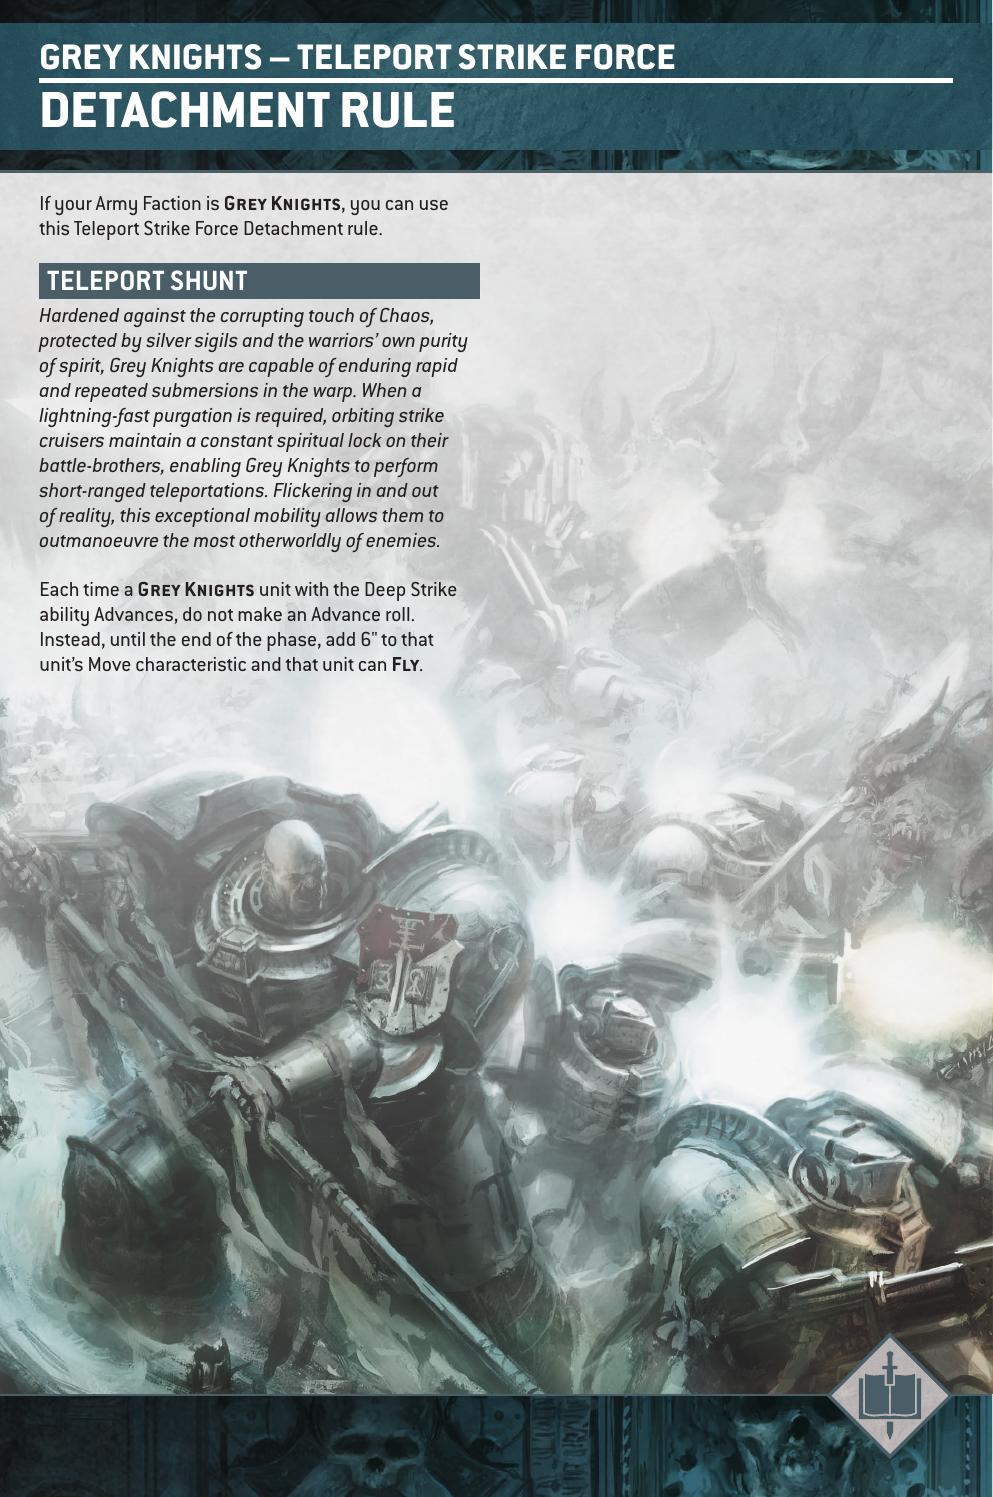 GREY KNIGHTS – TELEPORT STRIKE FORCE
DETACHMENT RULE
If your Army Faction is GREY KNIGHTS, you can use
this Teleport Strike Force Detachment rule.
TELEPORT SHUNT
Hardened against the corrupting touch of Chaos,
protected by silver sigils and the warriors’ own purity
of spirit, Grey Knights are capable of enduring rapid
and repeated submersions in the warp. When a
lightning-fast purgation is required, orbiting strike
cruisers maintain a constant spiritual lock on their
battle-brothers, enabling Grey Knights to perform
short-ranged teleportations. Flickering in and out
of reality, this exceptional mobility allows them to
outmanoeuvre the most otherworldly of enemies.
Each time a GREY KNIGHTS unit with the Deep Strike
ability Advances, do not make an Advance roll.
Instead, until the end of the phase, add 6" to that
unit’s Move characteristic and that unit can FLY.